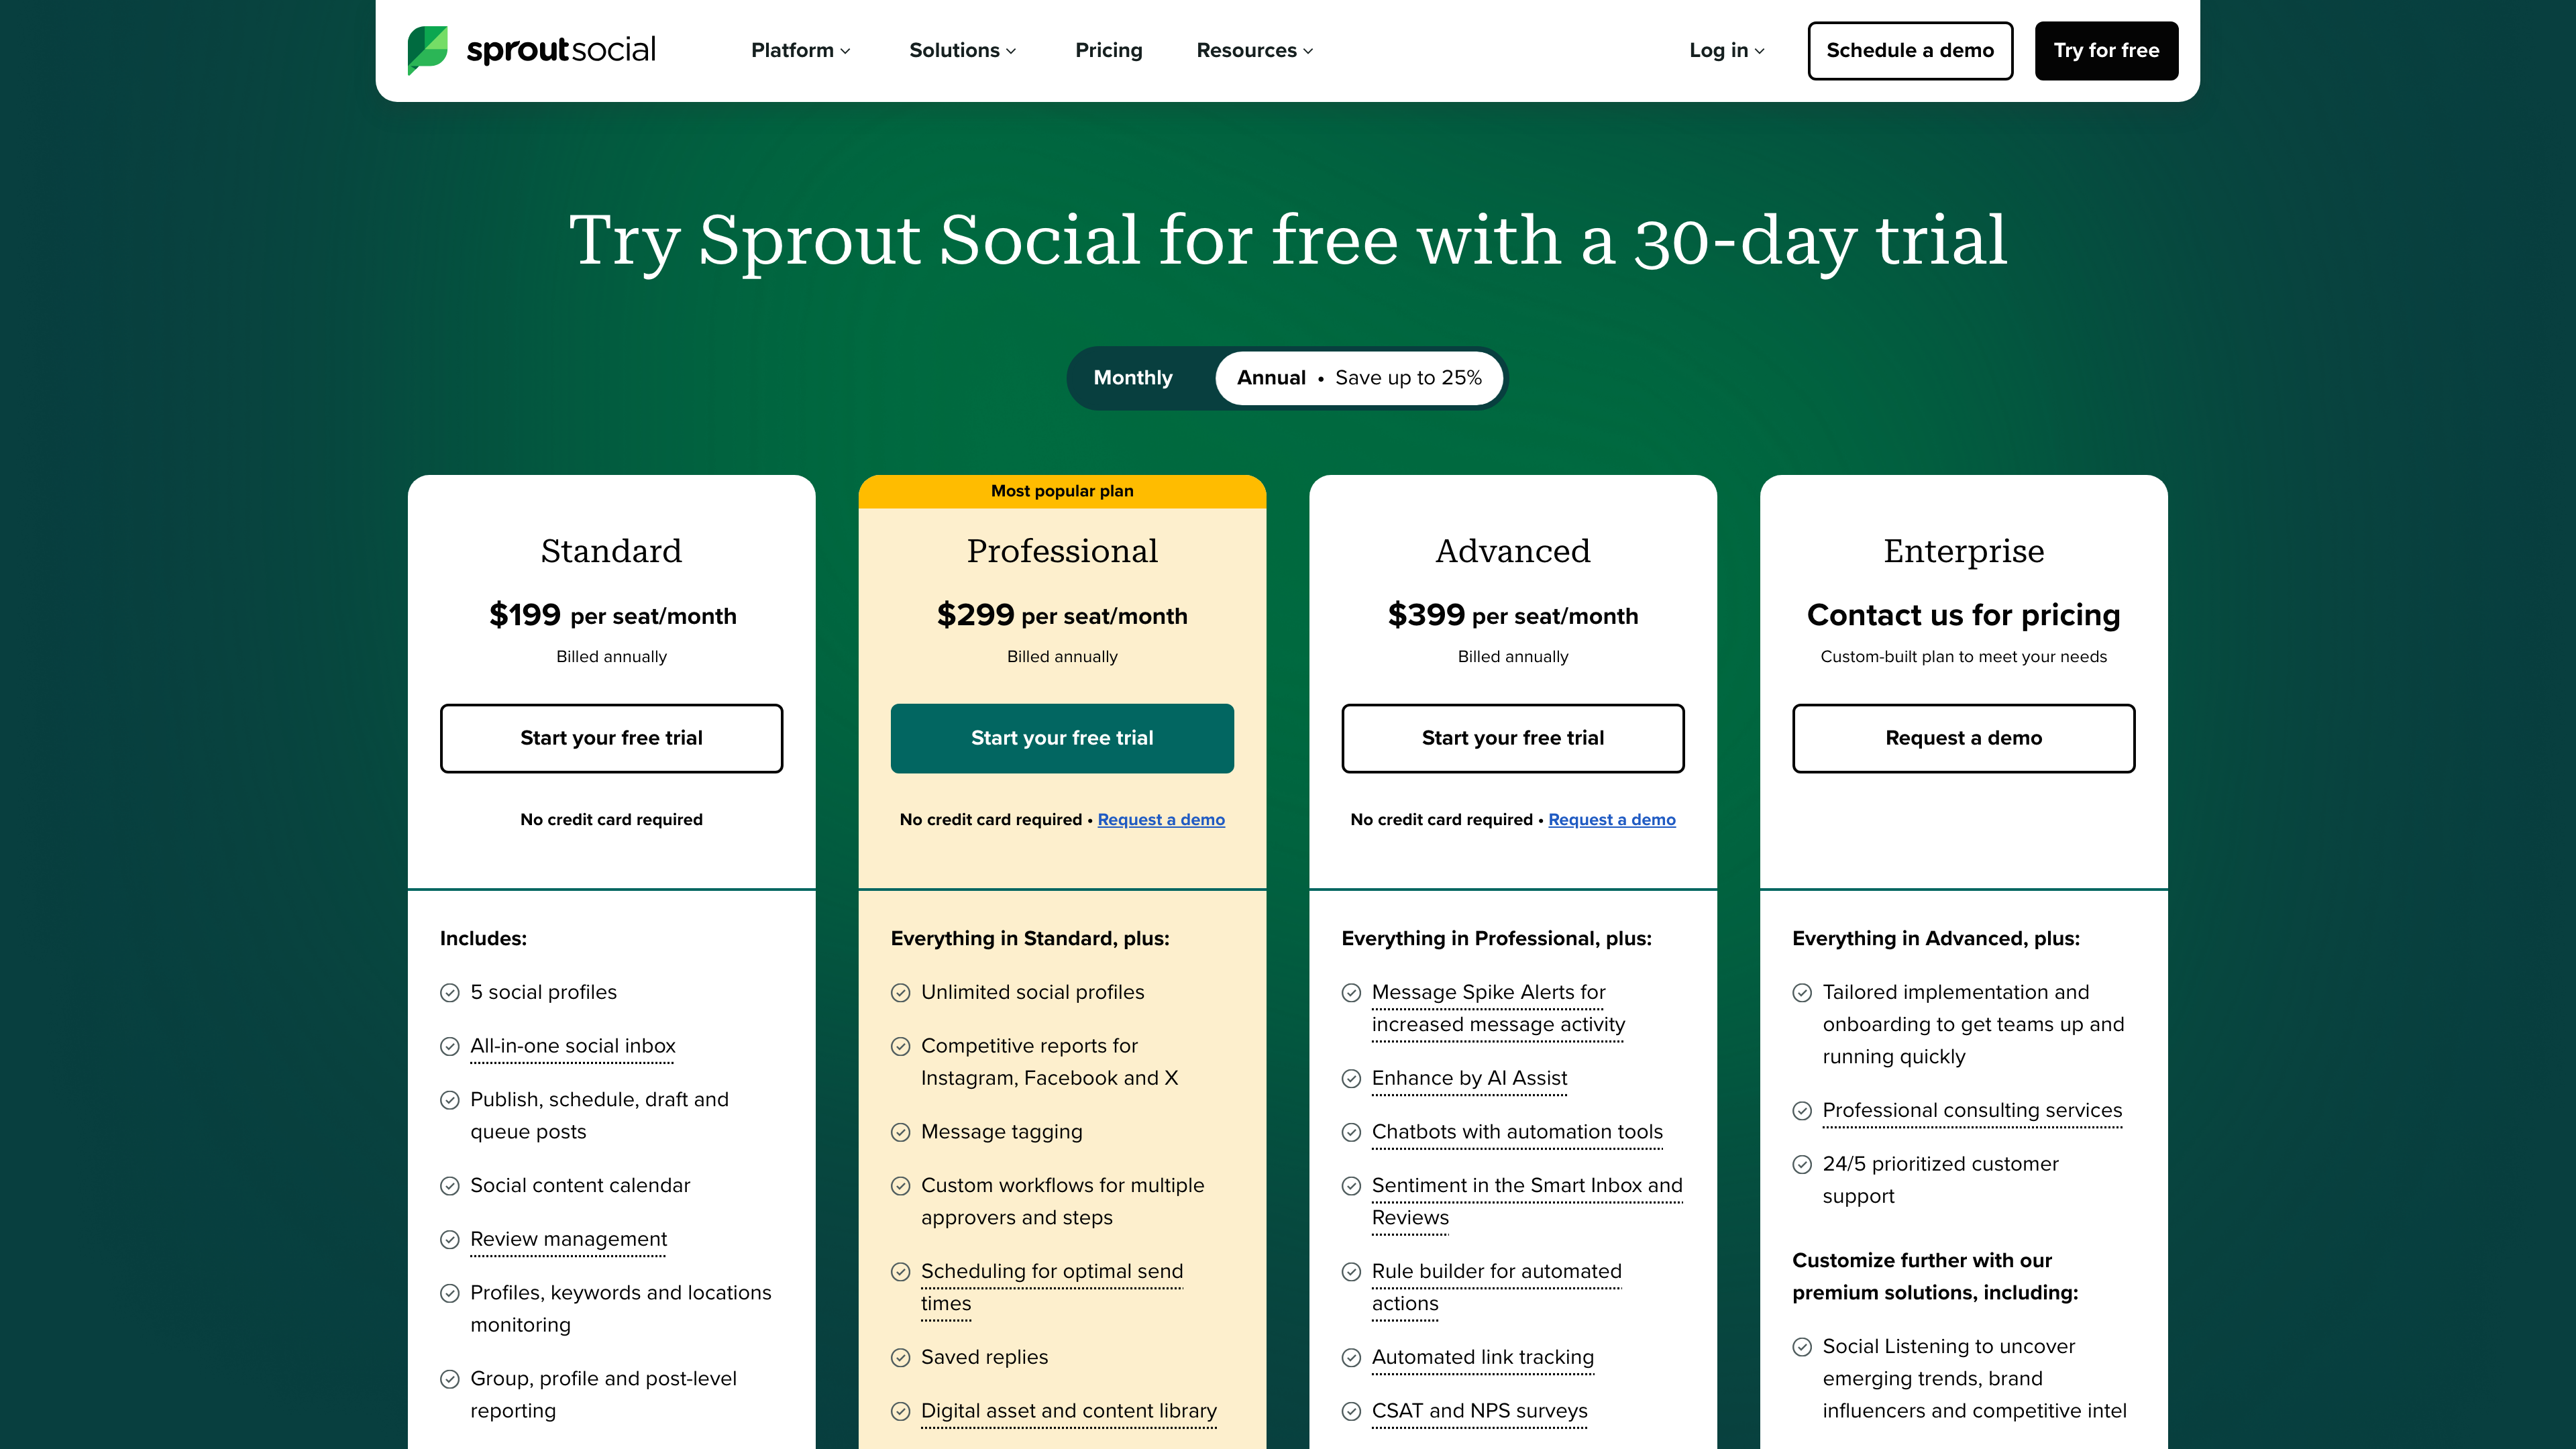 sproutsocial
Platform
Solutions
Pricing
Resources
Log in
Schedule a demo
Try for free
Try Sprout Social for free with a 30-day trial
Monthly
Annual • Save up to 25%
Standard
$199 per seat/month
Billed annually
Start your free trial
No credit card required
Includes:
5 social profiles
All-in-one social inbox
Publish, schedule, draft and
queue posts
Social content calendar
Review management
Profiles, keywords and locations
monitoring
Group, profile and post-level
reporting
Most popular plan
Professional
$299 per seat/month
Billed annually
Start your free trial
No credit card required • Request a demo
Everything in Standard, plus:
Unlimited social profiles
Competitive reports for
Instagram, Facebook and X
Message tagging
Custom workflows for multiple
approvers and steps
Scheduling for optimal send
times
Saved replies
Digital asset and content library
Advanced
$399 per seat/month
Billed annually
Start your free trial
No credit card required • Request a demo
Everything in Professional, plus:
Message Spike Alerts for
increased message activity
Enhance by AI Assist
Chatbots with automation tools
Sentiment in the Smart Inbox and
Reviews
Rule builder for automated
actions
Automated link tracking
CSAT and NPS surveys
Enterprise
Contact us for pricing
Custom-built plan to meet your needs
Request a demo
Everything in Advanced, plus:
Tailored implementation and
onboarding to get teams up and
running quickly
Professional consulting services
24/5 prioritized customer
support
Customize further with our
premium solutions, including:
Social Listening to uncover
emerging trends, brand
influencers and competitive intel